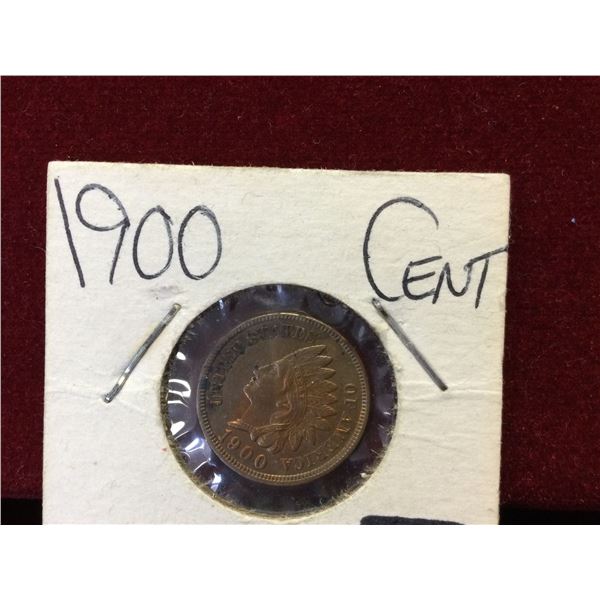 1900 CENT
UNITED STATES OF AMERICA
1900